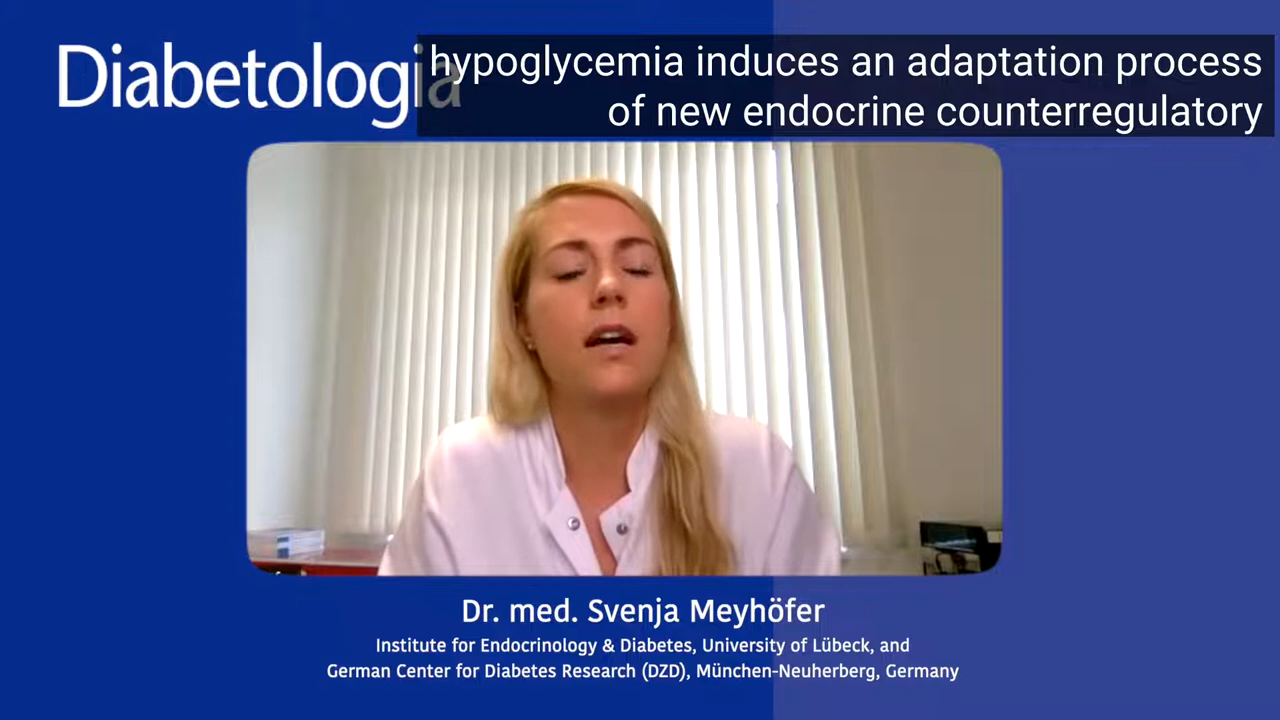 Diabetologia
hypoglycemia induces an adaptation process
of new endocrine counterregulatory
Dr. med. Svenja Meyhöfer
Institute for Endocrinology & Diabetes, University of Lübeck, and
German Center for Diabetes Research (DZD), München-Neuherberg, Germany